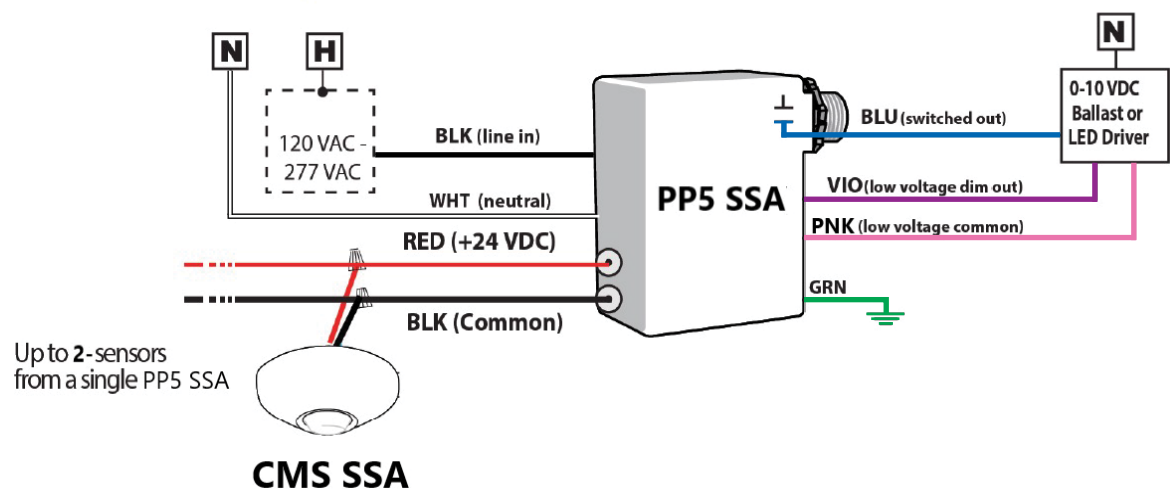 N
H
N
120 VAC -
277 VAC
BLK (line in)
WHT (neutral)
RED (+24 VDC)
BLK (Common)
PP5 SSA
BLU (switched out)
0-10 VDC
Ballast or
LED Driver
VIO (low voltage dim out)
PNK (low voltage common)
GRN
Up to 2-sensors
from a single PP5 SSA
CMS SSA